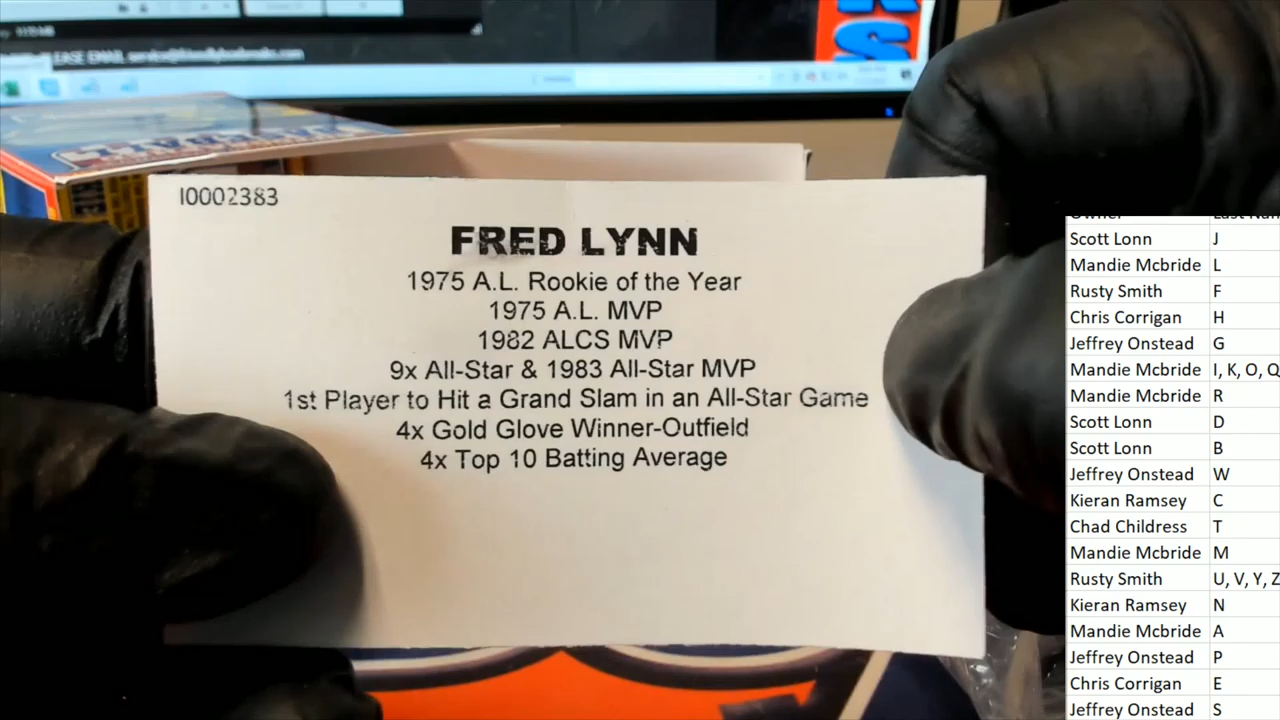 EASE EMAIL
I0002383
FRED LYNN
1975 A.L. Rookie of the Year
1975 A.L. MVP
1982 ALCS MVP
9x All-Star & 1983 All-Star MVP
1st Player to Hit a Grand Slam in an All-Star Game
4x Gold Glove Winner-Outfield
4x Top 10 Batting Average
Owner
Scott Lonn J
Mandie Mcbride L
Rusty Smith F
Chris Corrigan H
Jeffrey Onstead G
Mandie Mcbride I, K, O, Q
Mandie Mcbride R
Scott Lonn D
Scott Lonn B
Jeffrey Onstead W
Kieran Ramsey C
Chad Childress T
Mandie Mcbride M
Rusty Smith U, V, Y, Z
Kieran Ramsey N
Mandie Mcbride A
Jeffrey Onstead P
Chris Corrigan E
Jeffrey Onstead S